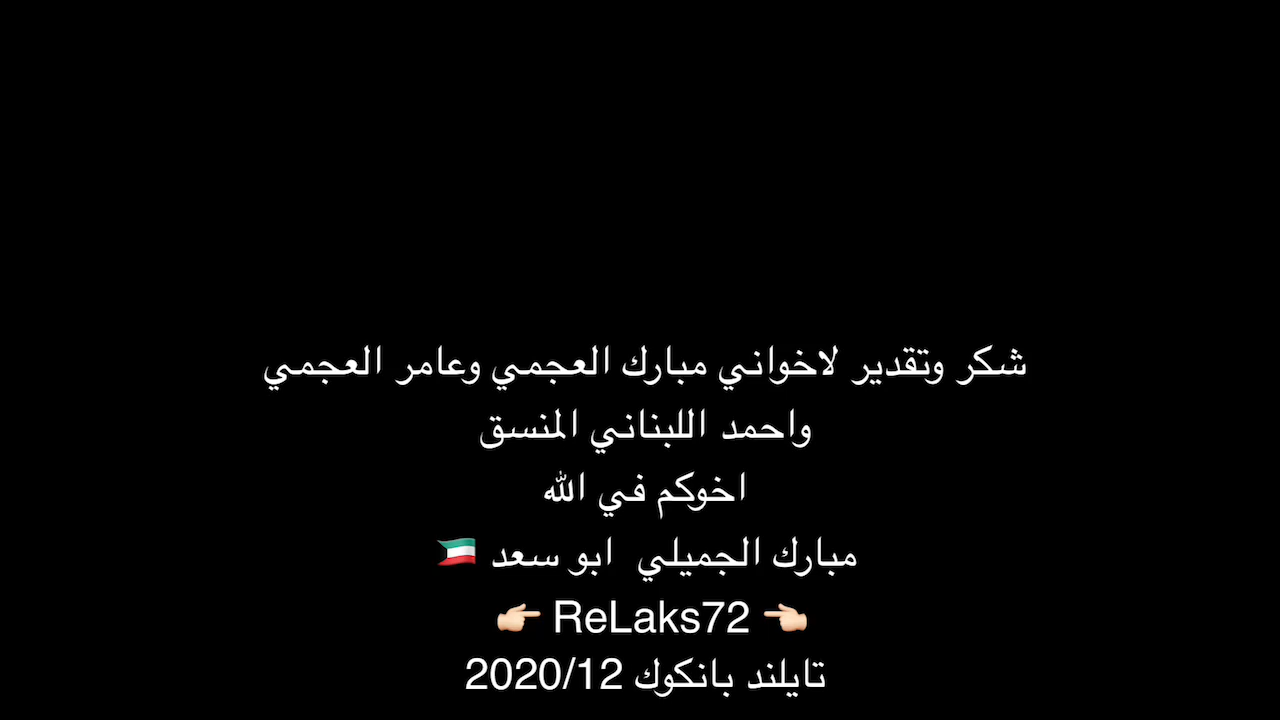 شكر وتقدير لاخواني مبارك العجمي وعامر العجمي
واحمد اللبناني المنسق
اخوكم في الله
مبارك الجميلي  ابو سعد 🇰🇼
👉🏻 ReLaks72 👈🏻
تايلند بانكوك 2020/12